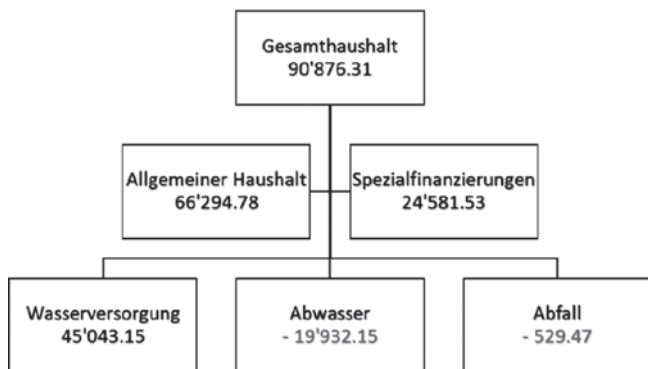 Gesamthaushalt
90'876.31
Allgemeiner Haushalt
66'294.78
Spezialfinanzierungen
24'581.53
Wasserversorgung
45'043.15
Abwasser
- 19'932.15
Abfall
- 529.47